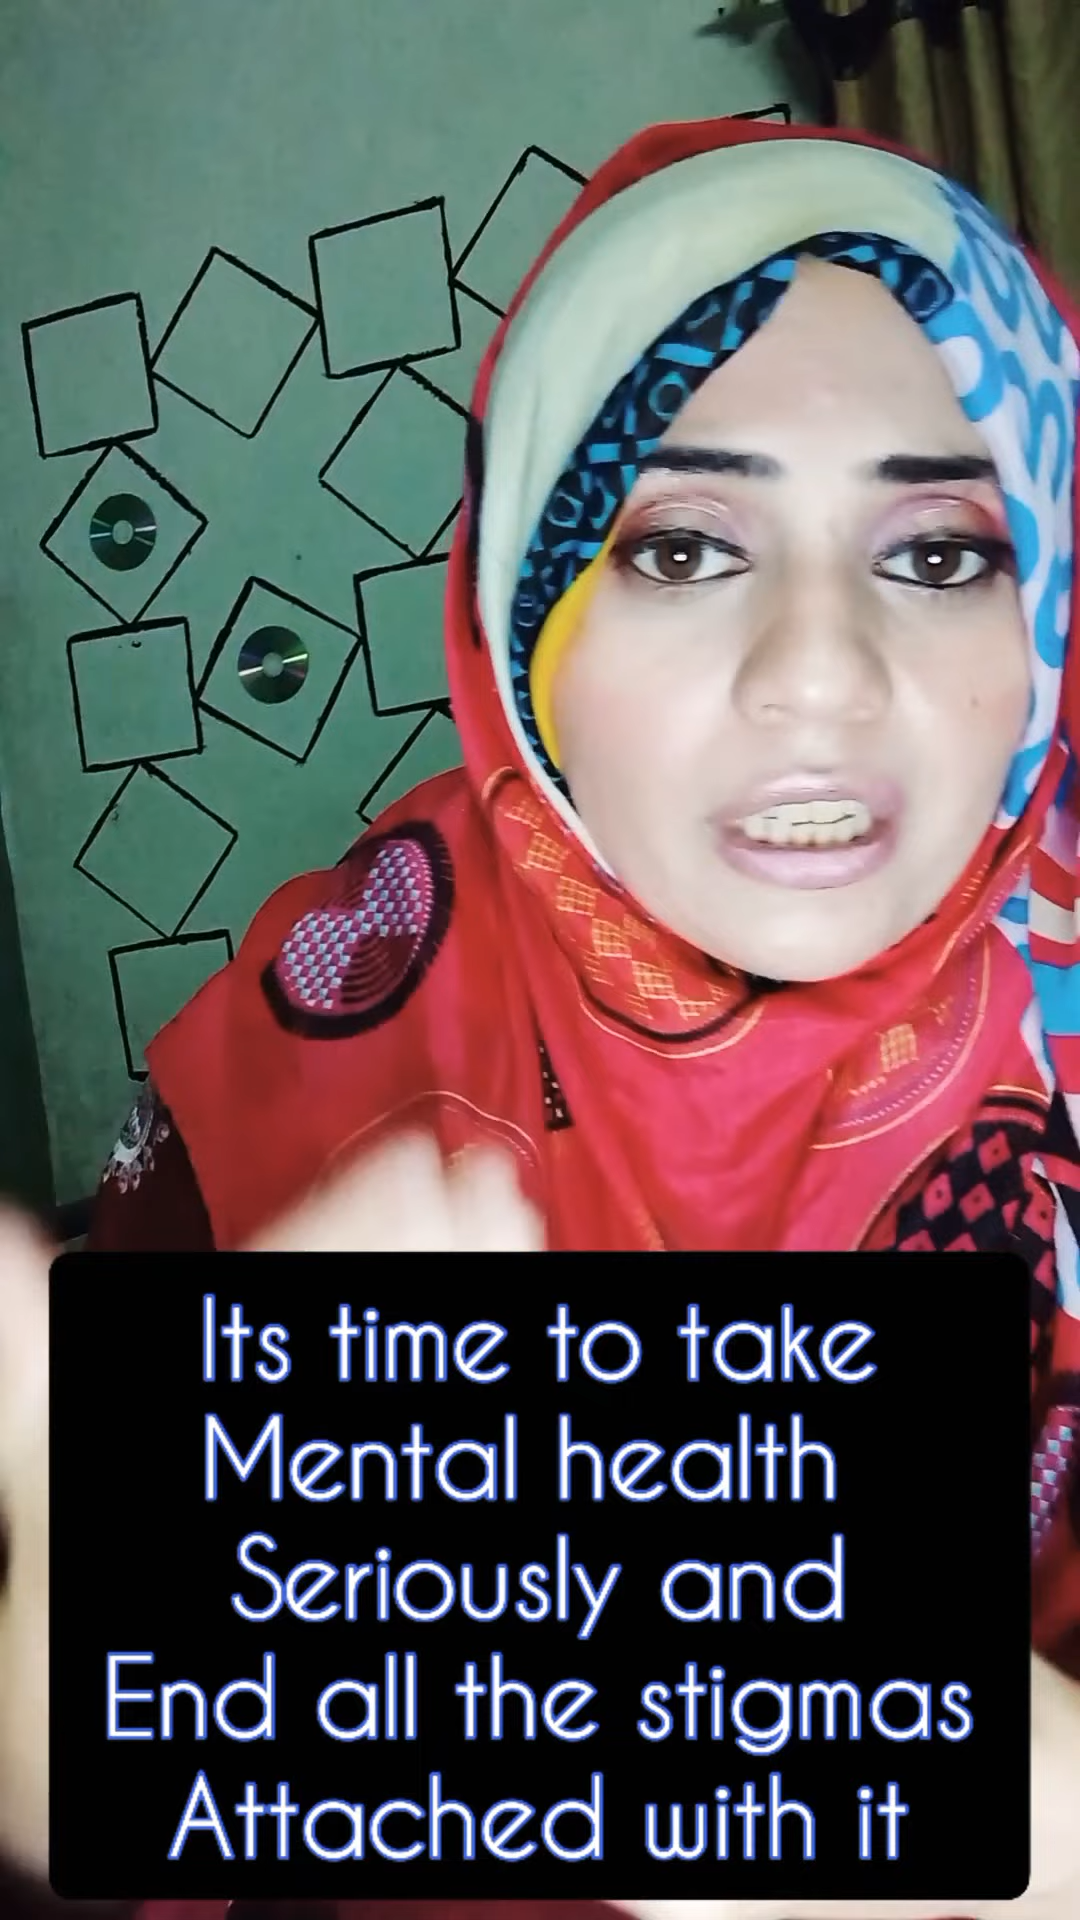 Its time to take
Mental health
Seriously and
End all the stigmas
Attached with it